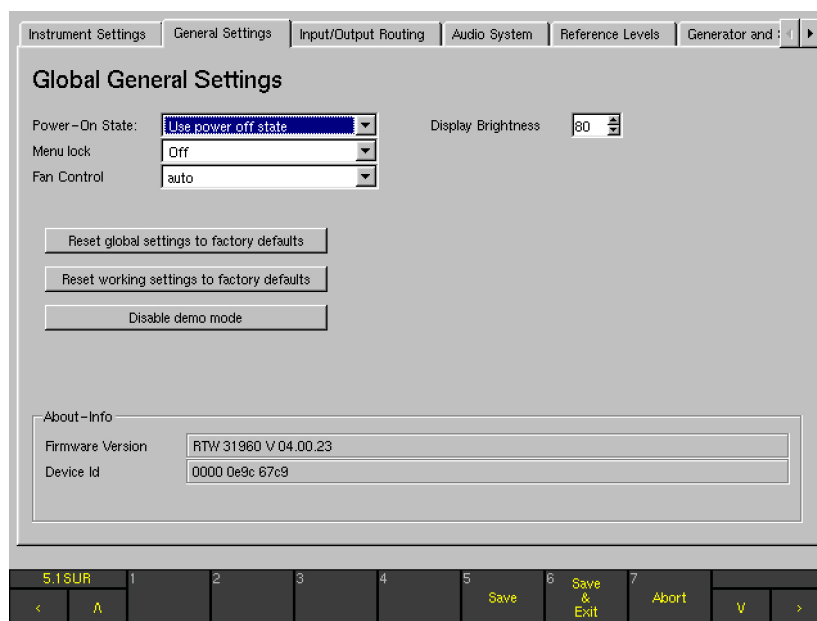 Instrument Settings General Settings Input/Output Routing Audio System Reference Levels Generator and
Global General Settings
Power-On State: Use power off state Display Brightness 80
Menu lock Off
Fan Control auto
Reset global settings to factory defaults
Reset working settings to factory defaults
Disable demo mode
About-Info
Firmware Version RTW 31960 V 04.00.23
Device Id 0000 0e9c 67c9
5.1SUR 1 2 3 4 5 Save 6 Save & Exit 7 Abort
< Λ V >